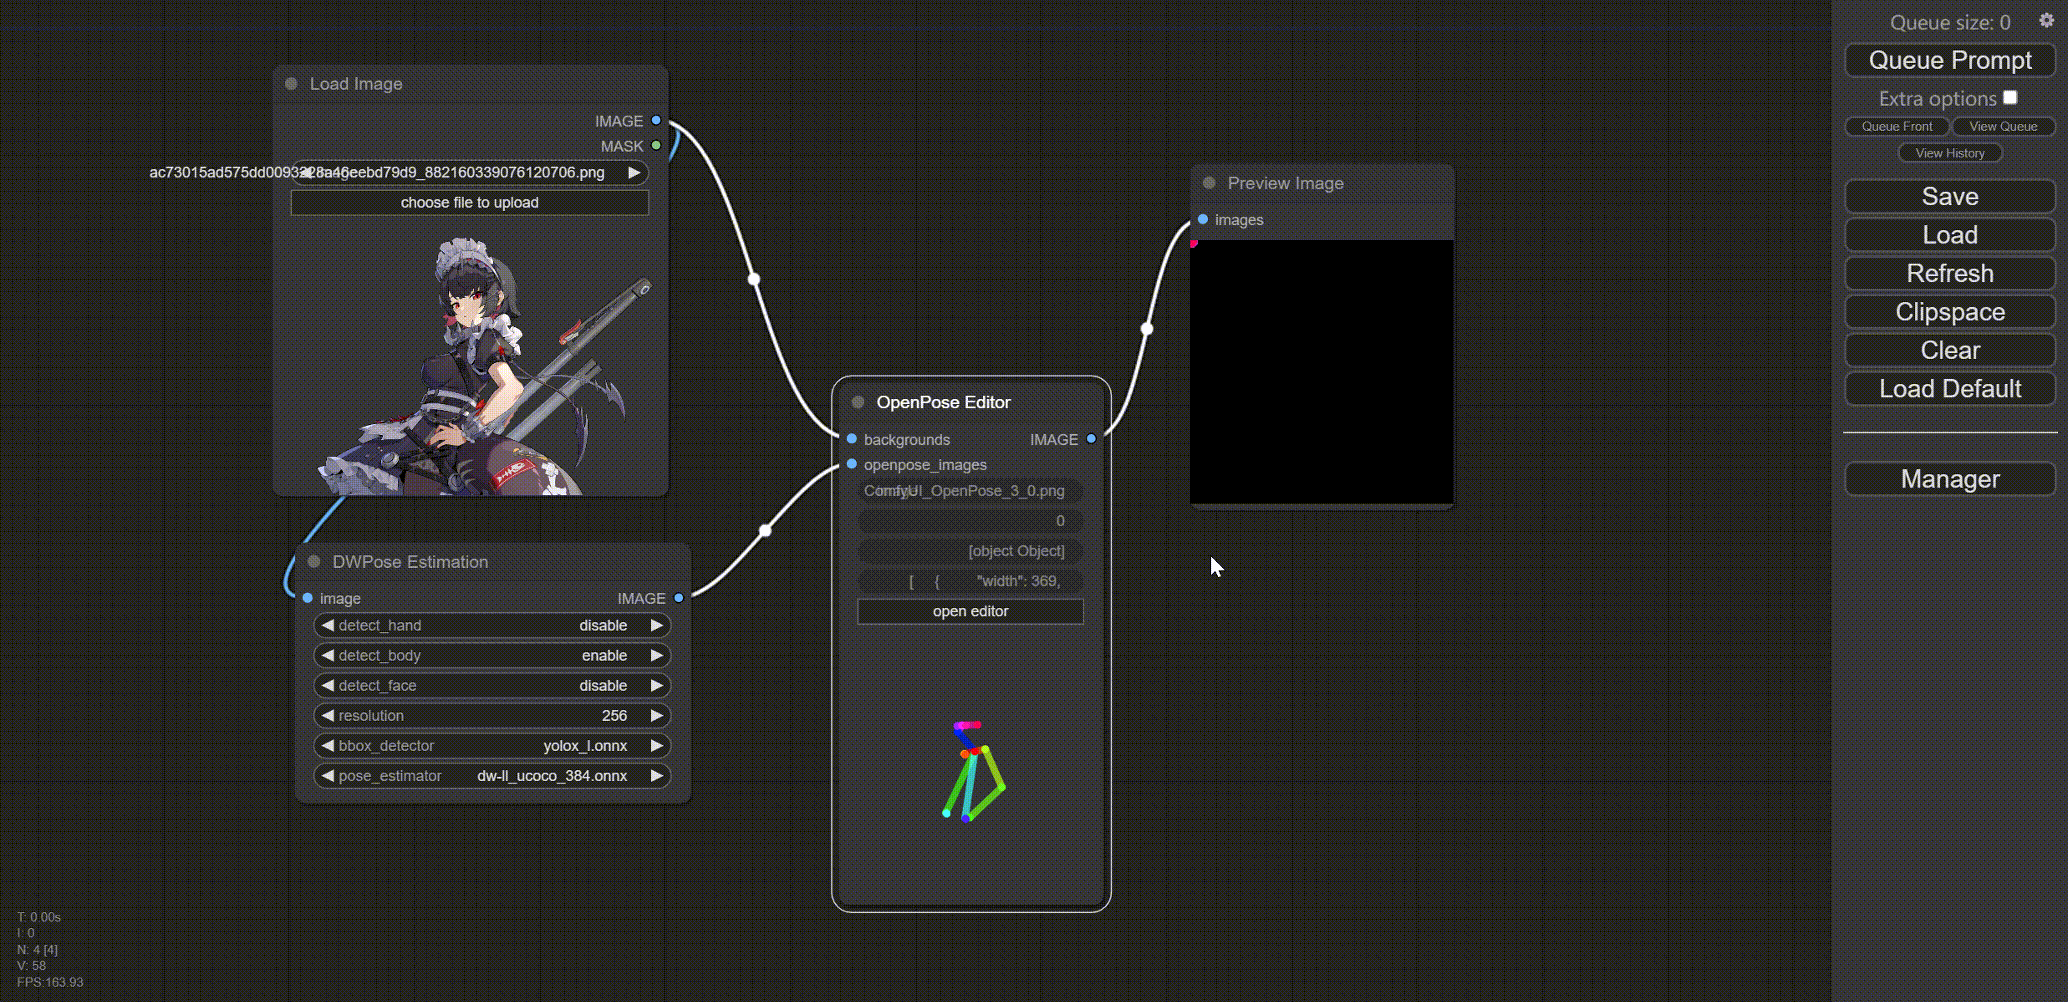 Load Image
IMAGE
MASK
ac73015ad575dd0093228a46eebd79d9_882160339076120706.png
choose file to upload
DWPose Estimation
image IMAGE
detect_hand disable
detect_body enable
detect_face disable
resolution 256
bbox_detector yolox_l.onnx
pose_estimator dw-ll_ucoco_384.onnx
OpenPose Editor
backgrounds IMAGE
openpose_images
ComfyUI_OpenPose_3_0.png
0
[object Object]
[ { "width": 369,
open editor
Preview Image
images
Queue size: 0
Queue Prompt
Extra options
Queue Front View Queue
View History
Save
Load
Refresh
Clipspace
Clear
Load Default
Manager
T: 0.00s
I: 0
N: 4 [4]
V: 58
FPS:163.93